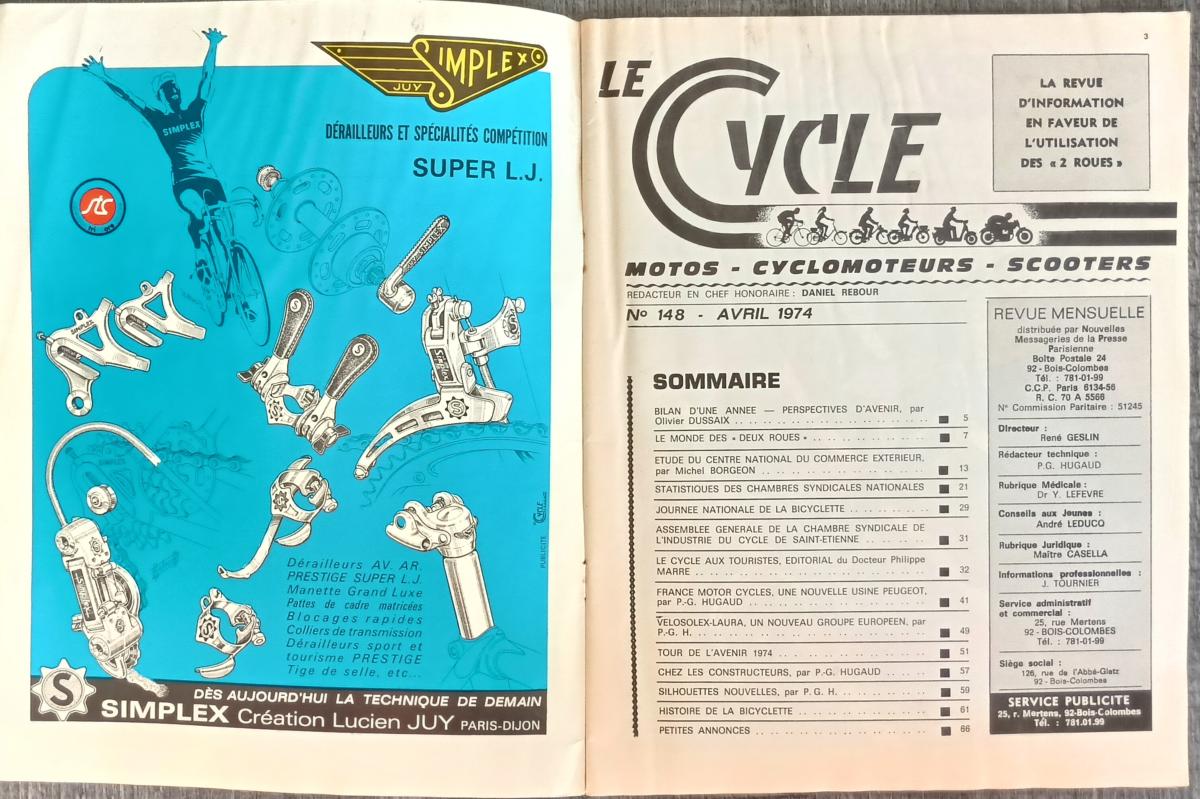 SIMPLEX
JUY
DÉRAILLEURS ET SPÉCIALITÉS COMPÉTITION
SUPER L.J.
SIMPLEX
sts
SIMPLEX
SIMPLEX
SIMPLEX
Dérailleurs AV. AR.
PRESTIGE SUPER L.J.
Manette Grand Luxe
Pattes de cadre matricées
Blocages rapides
Colliers de transmission
Dérailleurs sport et
tourisme PRESTIGE
Tige de selle, etc...
PUBLICITE
CYCLE
S
DÈS AUJOURD'HUI LA TECHNIQUE DE DEMAIN
SIMPLEX Création Lucien JUY PARIS-DIJON
3
LE CYCLE
LA REVUE
D'INFORMATION
EN FAVEUR DE
L'UTILISATION
DES « 2 ROUES »
MOTOS - CYCLOMOTEURS - SCOOTERS
REDACTEUR EN CHEF HONORAIRE : DANIEL REBOUR
N° 148 - AVRIL 1974
SOMMAIRE
BILAN D'UNE ANNEE — PERSPECTIVES D'AVENIR, par
Olivier DUSSAIX . . . . . . . . . . ■ 5
LE MONDE DES « DEUX ROUES » . . . . . . . . . . ■ 7
ETUDE DU CENTRE NATIONAL DU COMMERCE EXTERIEUR,
par Michel BORGEON . . . . . . . . . . ■ 13
STATISTIQUES DES CHAMBRES SYNDICALES NATIONALES ■ 21
JOURNEE NATIONALE DE LA BICYCLETTE . . . . . . . . ■ 29
ASSEMBLEE GENERALE DE LA CHAMBRE SYNDICALE DE
L'INDUSTRIE DU CYCLE DE SAINT-ETIENNE . . . . . . ■ 31
LE CYCLE AUX TOURISTES, EDITORIAL du Docteur Philippe
MARRE . . . . . . . . . . ■ 32
FRANCE MOTOR CYCLES, UNE NOUVELLE USINE PEUGEOT,
par P.-G. HUGAUD . . . . . . . . . . ■ 41
VELOSOLEX-LAURA, UN NOUVEAU GROUPE EUROPEEN, par
P.-G. H. . . . . . . . . . . ■ 49
TOUR DE L'AVENIR 1974 . . . . . . . . . . ■ 51
CHEZ LES CONSTRUCTEURS, par P.-G. HUGAUD . . . . . ■ 57
SILHOUETTES NOUVELLES, par P. G. H. . . . . . . . . . ■ 59
HISTOIRE DE LA BICYCLETTE . . . . . . . . . . ■ 61
PETITES ANNONCES . . . . . . . . . . ■ 66
REVUE MENSUELLE
distribuée par Nouvelles
Messageries de la Presse
Parisienne
Boîte Postale 24
92-Bois-Colombes
Tél. : 781-01-99
C.C.P. Paris 6134-56
R. C. 70 A 5566
N° Commission Paritaire : 51245
Directeur :
René GESLIN
Rédacteur technique :
P.G. HUGAUD
Rubrique Médicale :
Dr Y. LEFEVRE
Conseils aux Jeunes :
André LEDUCQ
Rubrique Juridique :
Maître CASELLA
Informations professionnelles :
J. TOURNIER
Service administratif
et commercial :
25, rue Mertens
92 - BOIS-COLOMBES
Tél. : 781-01-99
Siège social :
126, rue de l'Abbé-Glatz
92 - Bois-Colombes
SERVICE PUBLICITE
25, r. Mertens, 92-Bois-Colombes
Tél. : 781.01.99